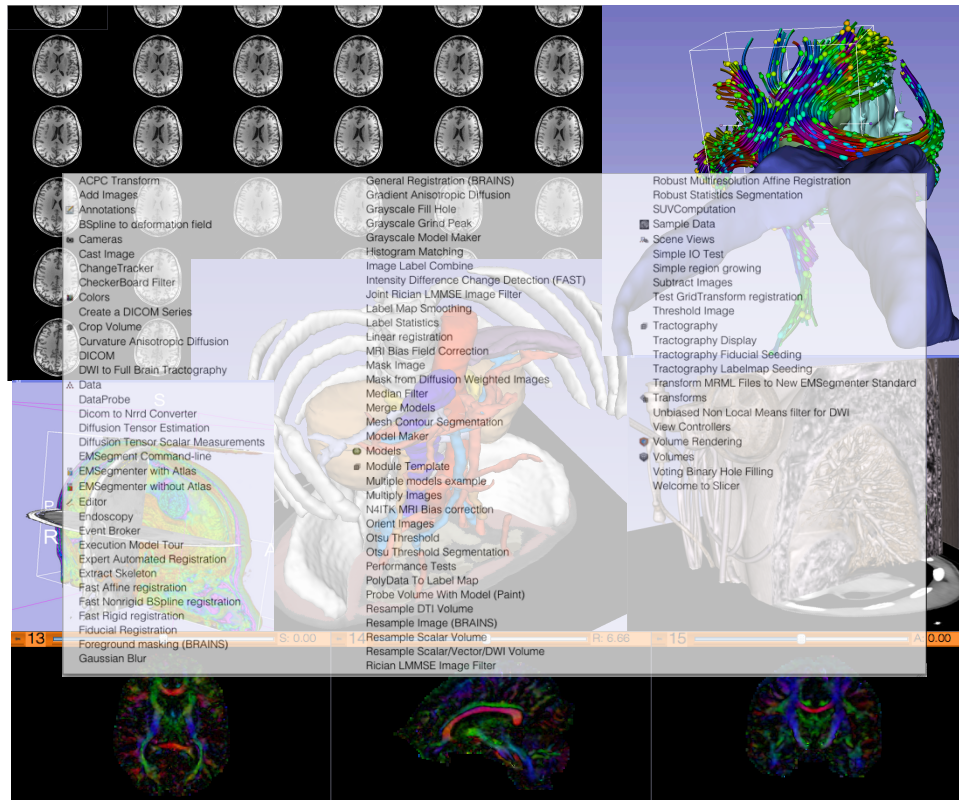 ACPC Transform
Add Images
Annotations
BSpline to deformation field
Cameras
Cast Image
ChangeTracker
CheckerBoard Filter
Colors
Create a DICOM Series
Crop Volume
Curvature Anisotropic Diffusion
DICOM
DWI to Full Brain Tractography
Data
DataProbe
Dicom to Nrrd Converter
Diffusion Tensor Estimation
Diffusion Tensor Scalar Measurements
EMSegment Command-line
EMSegmenter with Atlas
EMSegmenter without Atlas
Editor
Endoscopy
Event Broker
Execution Model Tour
Expert Automated Registration
Extract Skeleton
Fast Affine registration
Fast Nonrigid BSpline registration
Fast Rigid registration
Fiducial Registration
Foreground masking (BRAINS)
Gaussian Blur
General Registration (BRAINS)
Gradient Anisotropic Diffusion
Grayscale Fill Hole
Grayscale Grind Peak
Grayscale Model Maker
Histogram Matching
Image Label Combine
Intensity Difference Change Detection (FAST)
Joint Rician LMMSE Image Filter
Label Map Smoothing
Label Statistics
Linear registration
MRI Bias Field Correction
Mask Image
Mask from Diffusion Weighted Images
Median Filter
Merge Models
Mesh Contour Segmentation
Model Maker
Models
Module Template
Multiple models example
Multiply Images
N4ITK MRI Bias correction
Orient Images
Otsu Threshold
Otsu Threshold Segmentation
Performance Tests
PolyData To Label Map
Probe Volume With Model (Paint)
Resample DTI Volume
Resample Image (BRAINS)
Resample Scalar Volume
Resample Scalar/Vector/DWI Volume
Rician LMMSE Image Filter
Robust Multiresolution Affine Registration
Robust Statistics Segmentation
SUVComputation
Sample Data
Scene Views
Simple IO Test
Simple region growing
Subtract Images
Test GridTransform registration
Threshold Image
Tractography
Tractography Display
Tractography Fiducial Seeding
Tractography Labelmap Seeding
Transform MRML Files to New EMSegmenter Standard
Transforms
Unbiased Non Local Means filter for DWI
View Controllers
Volume Rendering
Volumes
Voting Binary Hole Filling
Welcome to Slicer
S
P
R
A
13 S: 0.00 14 R: 6.66 15 A: 0.00